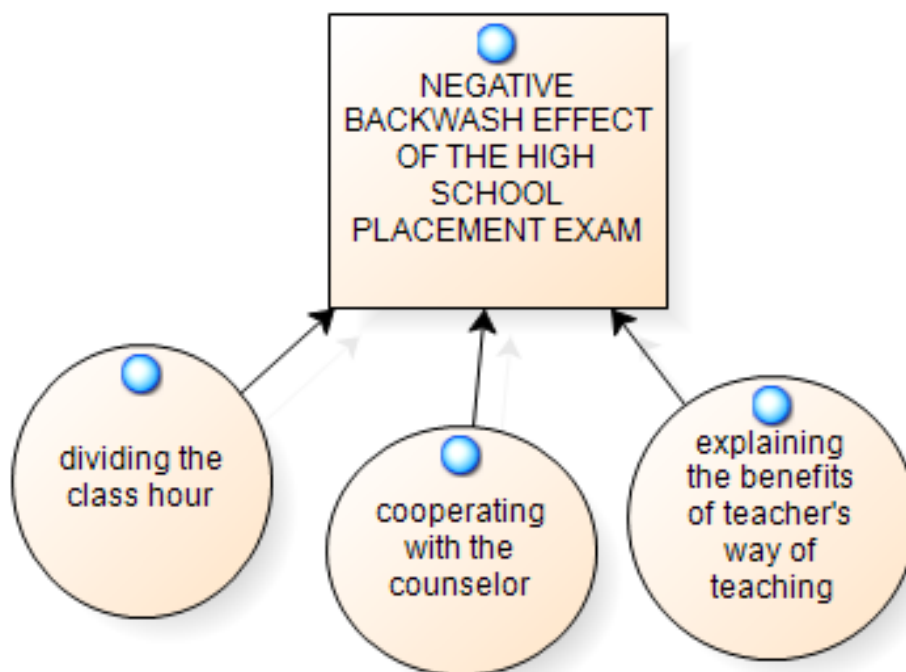 NEGATIVE
BACKWASH EFFECT
OF THE HIGH
SCHOOL
PLACEMENT EXAM
dividing the
class hour
cooperating
with the
counselor
explaining
the benefits
of teacher's
way of
teaching